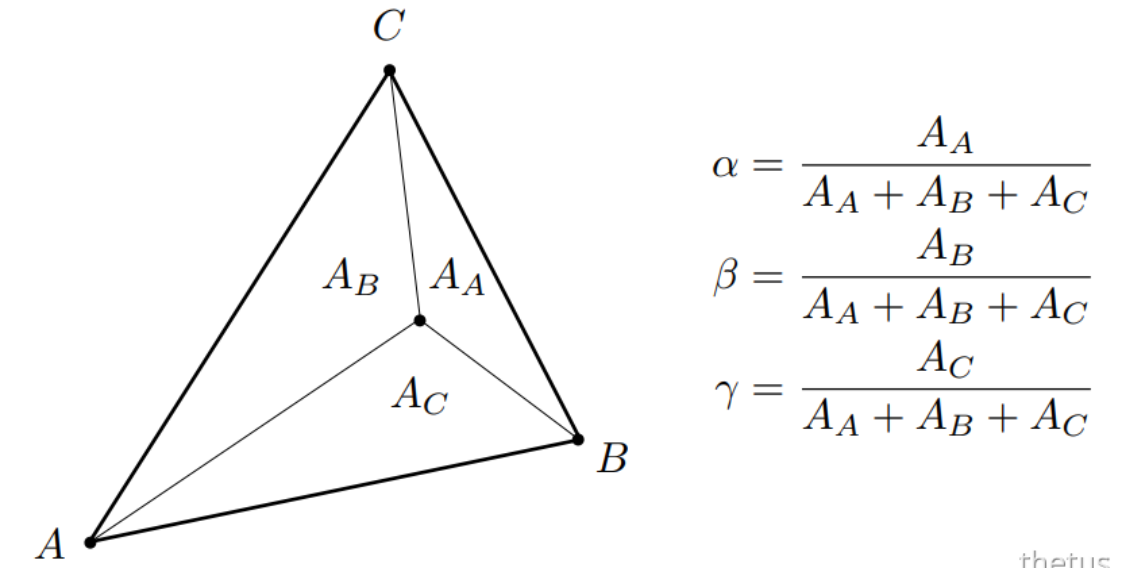 C
α = A_A / (A_A + A_B + A_C)
A_B A_A
β = A_B / (A_A + A_B + A_C)
A_C
γ = A_C / (A_A + A_B + A_C)
B
A
thetus